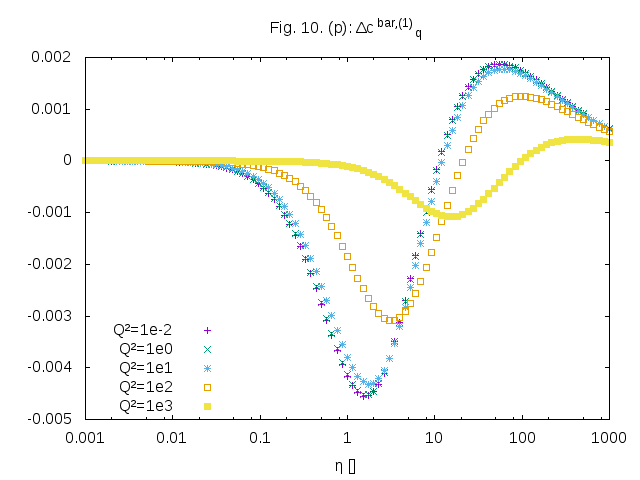 Fig. 10. (p): Δc bar,(1) q
0.002
0.001
0
-0.001
-0.002
-0.003
-0.004
-0.005
Q²=1e-2
Q²=1e0
Q²=1e1
Q²=1e2
Q²=1e3
0.001 0.01 0.1 1 10 100 1000
η []